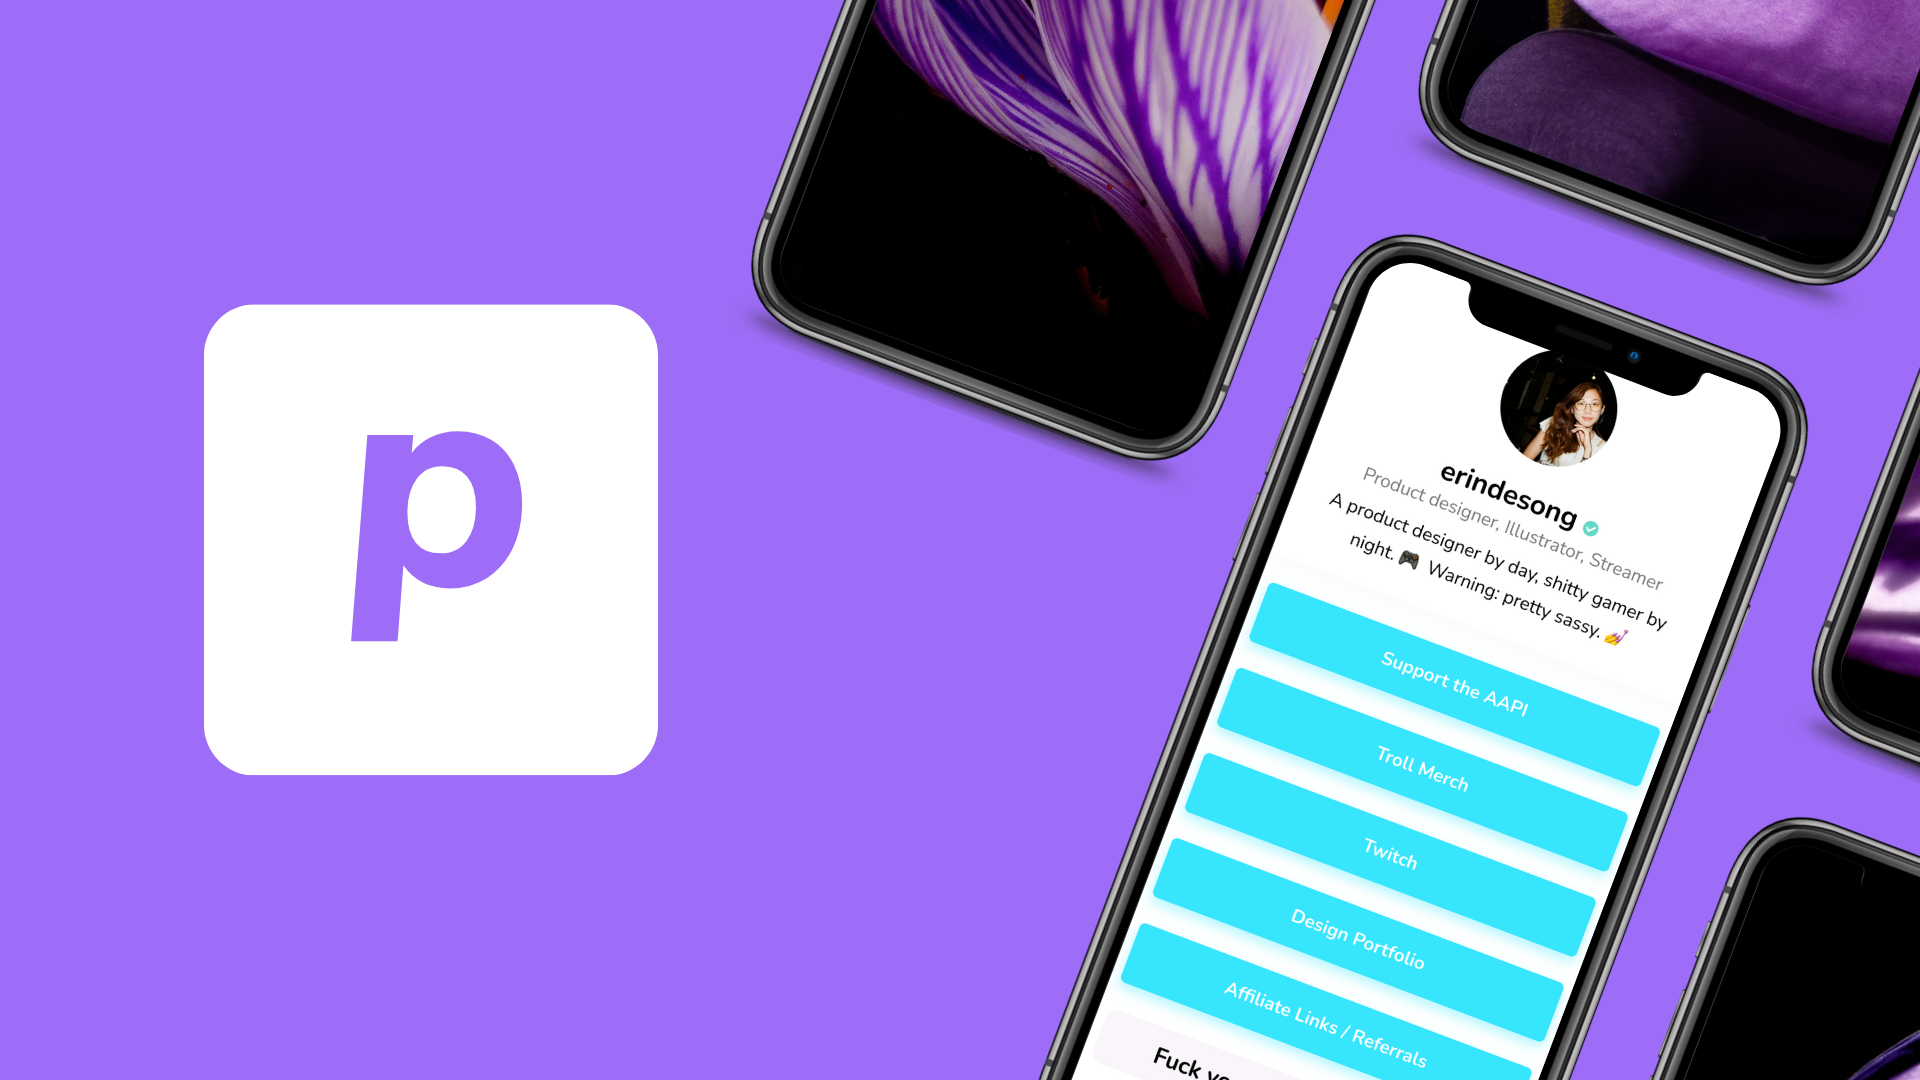 p
erindesong
Product designer, Illustrator, Streamer
A product designer by day, shitty gamer by
night. 🎮 Warning: pretty sassy. 💅
Support the AAPI
Troll Merch
Twitch
Design Portfolio
Affiliate Links / Referrals
Fuck